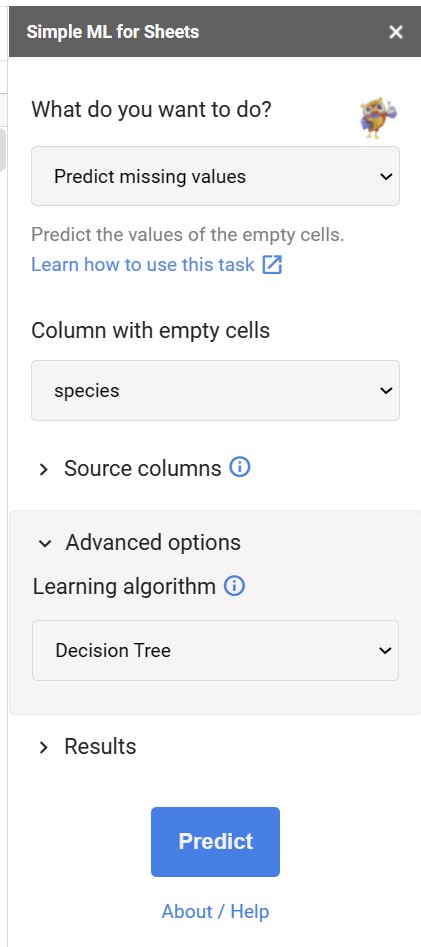 Simple ML for Sheets
What do you want to do?
Predict missing values
Predict the values of the empty cells.
Learn how to use this task
Column with empty cells
species
Source columns
Advanced options
Learning algorithm
Decision Tree
Results
Predict
About / Help